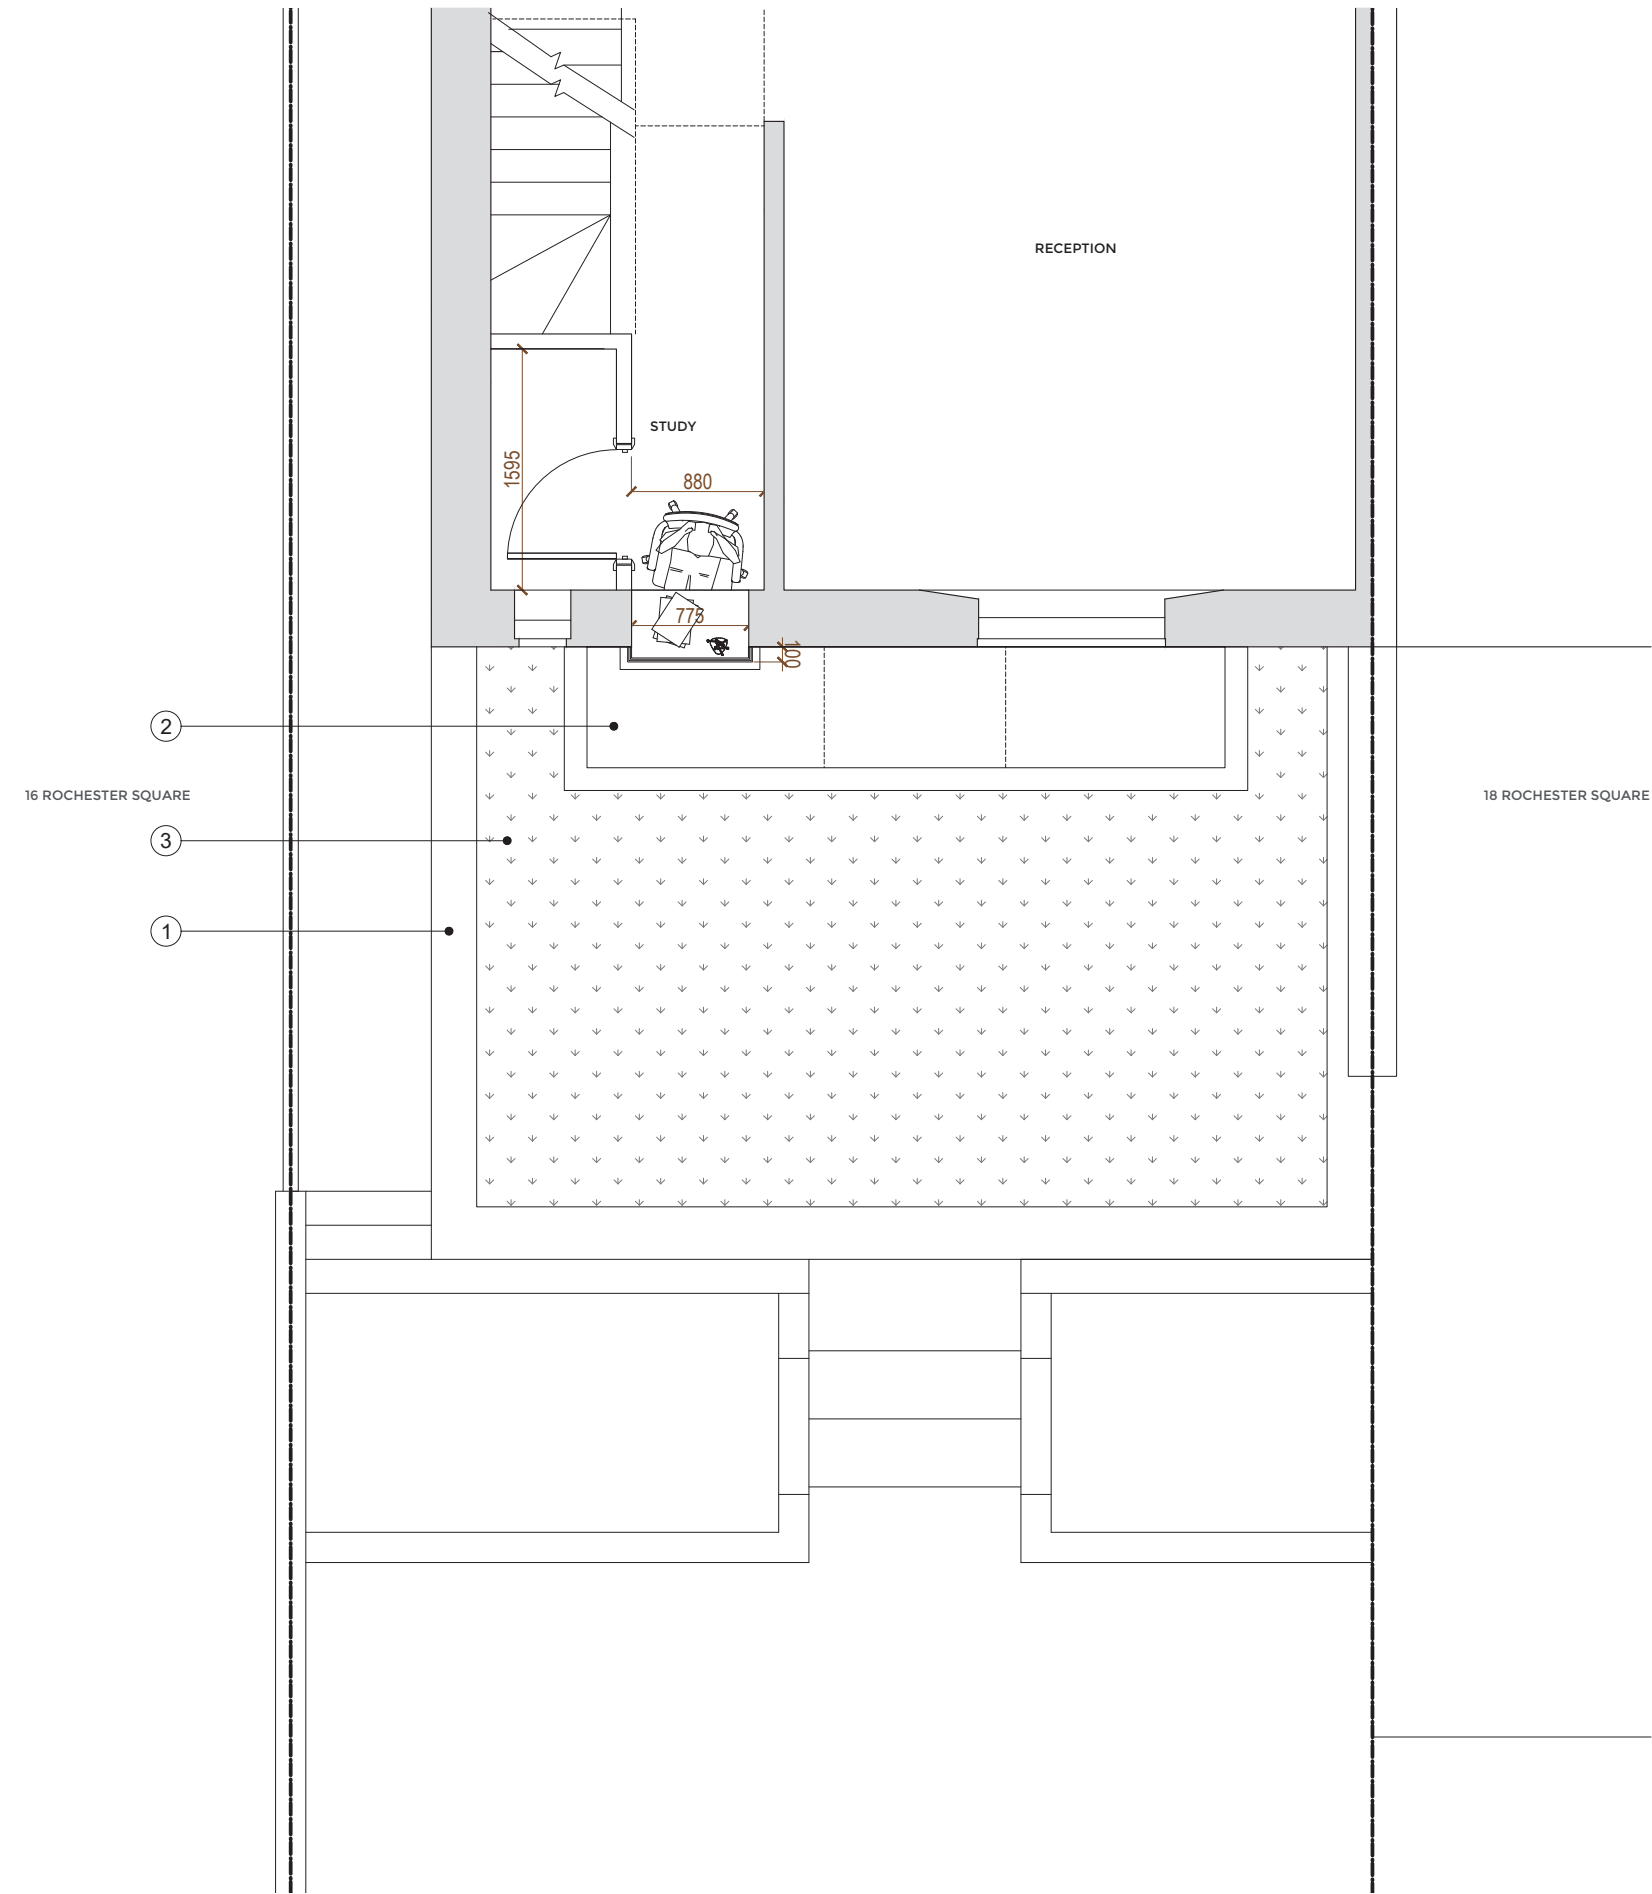 RECEPTION
STUDY
1595
880
775
100
2
16 ROCHESTER SQUARE
18 ROCHESTER SQUARE
3
1